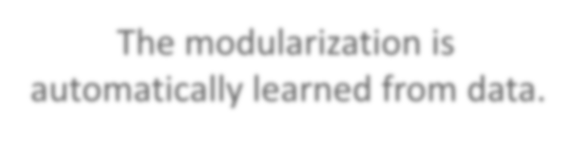 The modularization is
automatically learned from data.